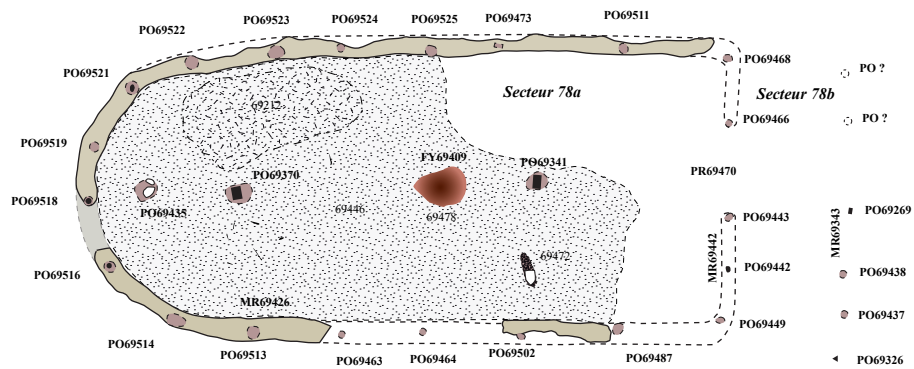 PO69523
PO69524
PO69525
PO69473
PO69511
PO69522
PO69521
PO69468
PO ?
Secteur 78a
Secteur 78b
69212
PO69466
PO ?
PO69519
FY69409
PO69341
PO69370
PR69470
PO69518
PO69435
69446
69478
PO69443
PO69269
MR69343
MR69442
69472
PO69516
PO69442
PO69438
MR69426
PO69437
PO69449
PO69514
PO69513
PO69463
PO69464
PO69502
PO69487
PO69326